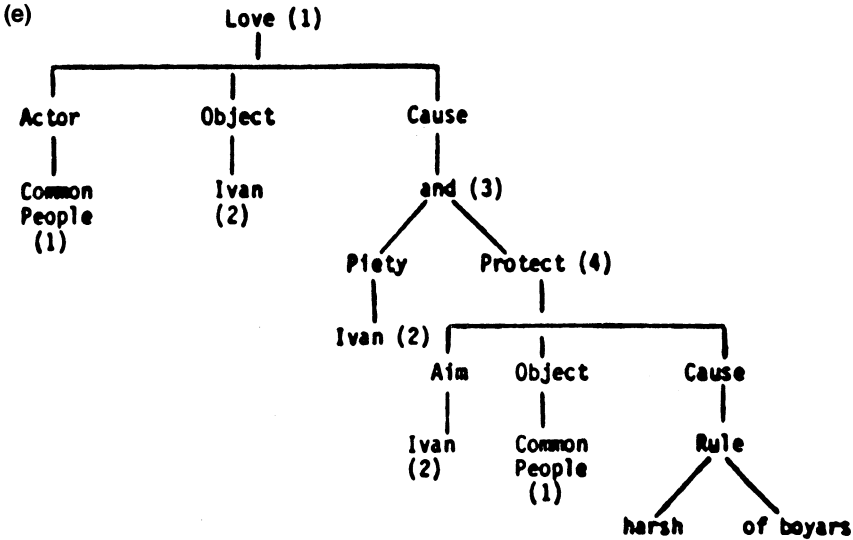 (e)
Love (1)
Actor Object Cause
Common Ivan and (3)
People (2)
(1)
Piety Protect (4)
Ivan (2)
Aim Object Cause
Ivan Common Rule
(2) People
(1)
harsh of boyars